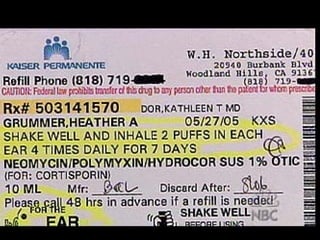 KAISER PERMANENTE
W.H. Northside/40
20940 Burbank Blvd
Woodland Hills, CA 9136
Refill Phone (818) 719-
CAUTION: Federal law prohibits transfer of this drug to any person other than the patient for whom prescribed
Rx# 503141570 DOR, KATHLEEN T MD
GRUMMER, HEATHER A 05/27/05 KXS
SHAKE WELL AND INHALE 2 PUFFS IN EACH
EAR 4 TIMES DAILY FOR 7 DAYS
NEOMYCIN/POLYMYXIN/HYDROCOR SUS 1% OTIC
(FOR: CORTISPORIN)
10 ML Mfr: Discard After:
Please call 48 hrs in advance if a refill is needed!
FOR THE
EAR
SHAKE WELL
NBC